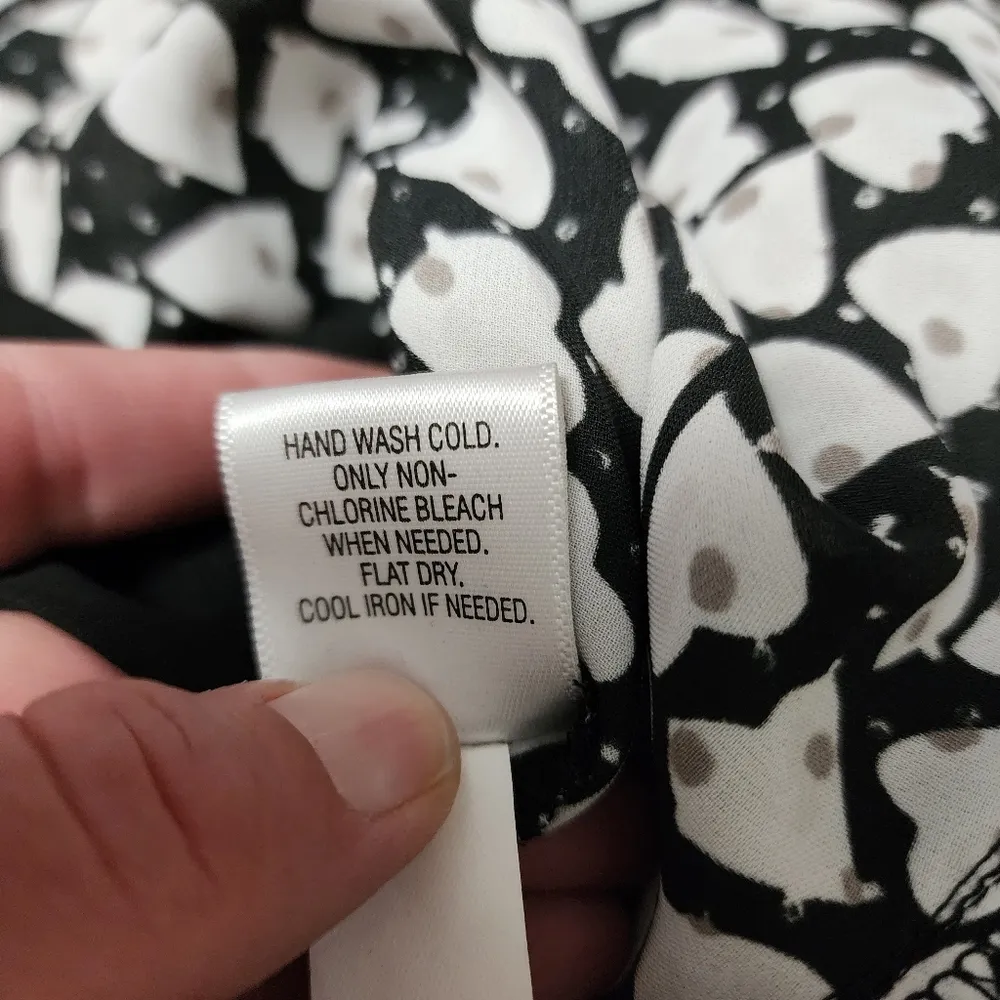 HAND WASH COLD.
ONLY NON-
CHLORINE BLEACH
WHEN NEEDED.
FLAT DRY.
COOL IRON IF NEEDED.